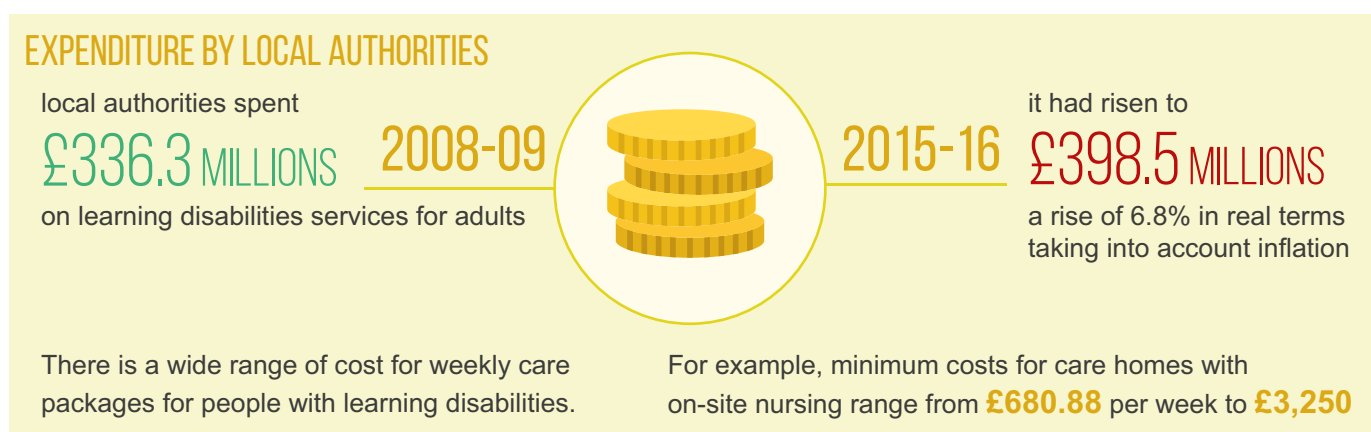 EXPENDITURE BY LOCAL AUTHORITIES
local authorities spent
£336.3 MILLIONS
on learning disabilities services for adults
2008-09
2015-16
it had risen to
£398.5 MILLIONS
a rise of 6.8% in real terms
taking into account inflation
There is a wide range of cost for weekly care
packages for people with learning disabilities.
For example, minimum costs for care homes with
on-site nursing range from £680.88 per week to £3,250